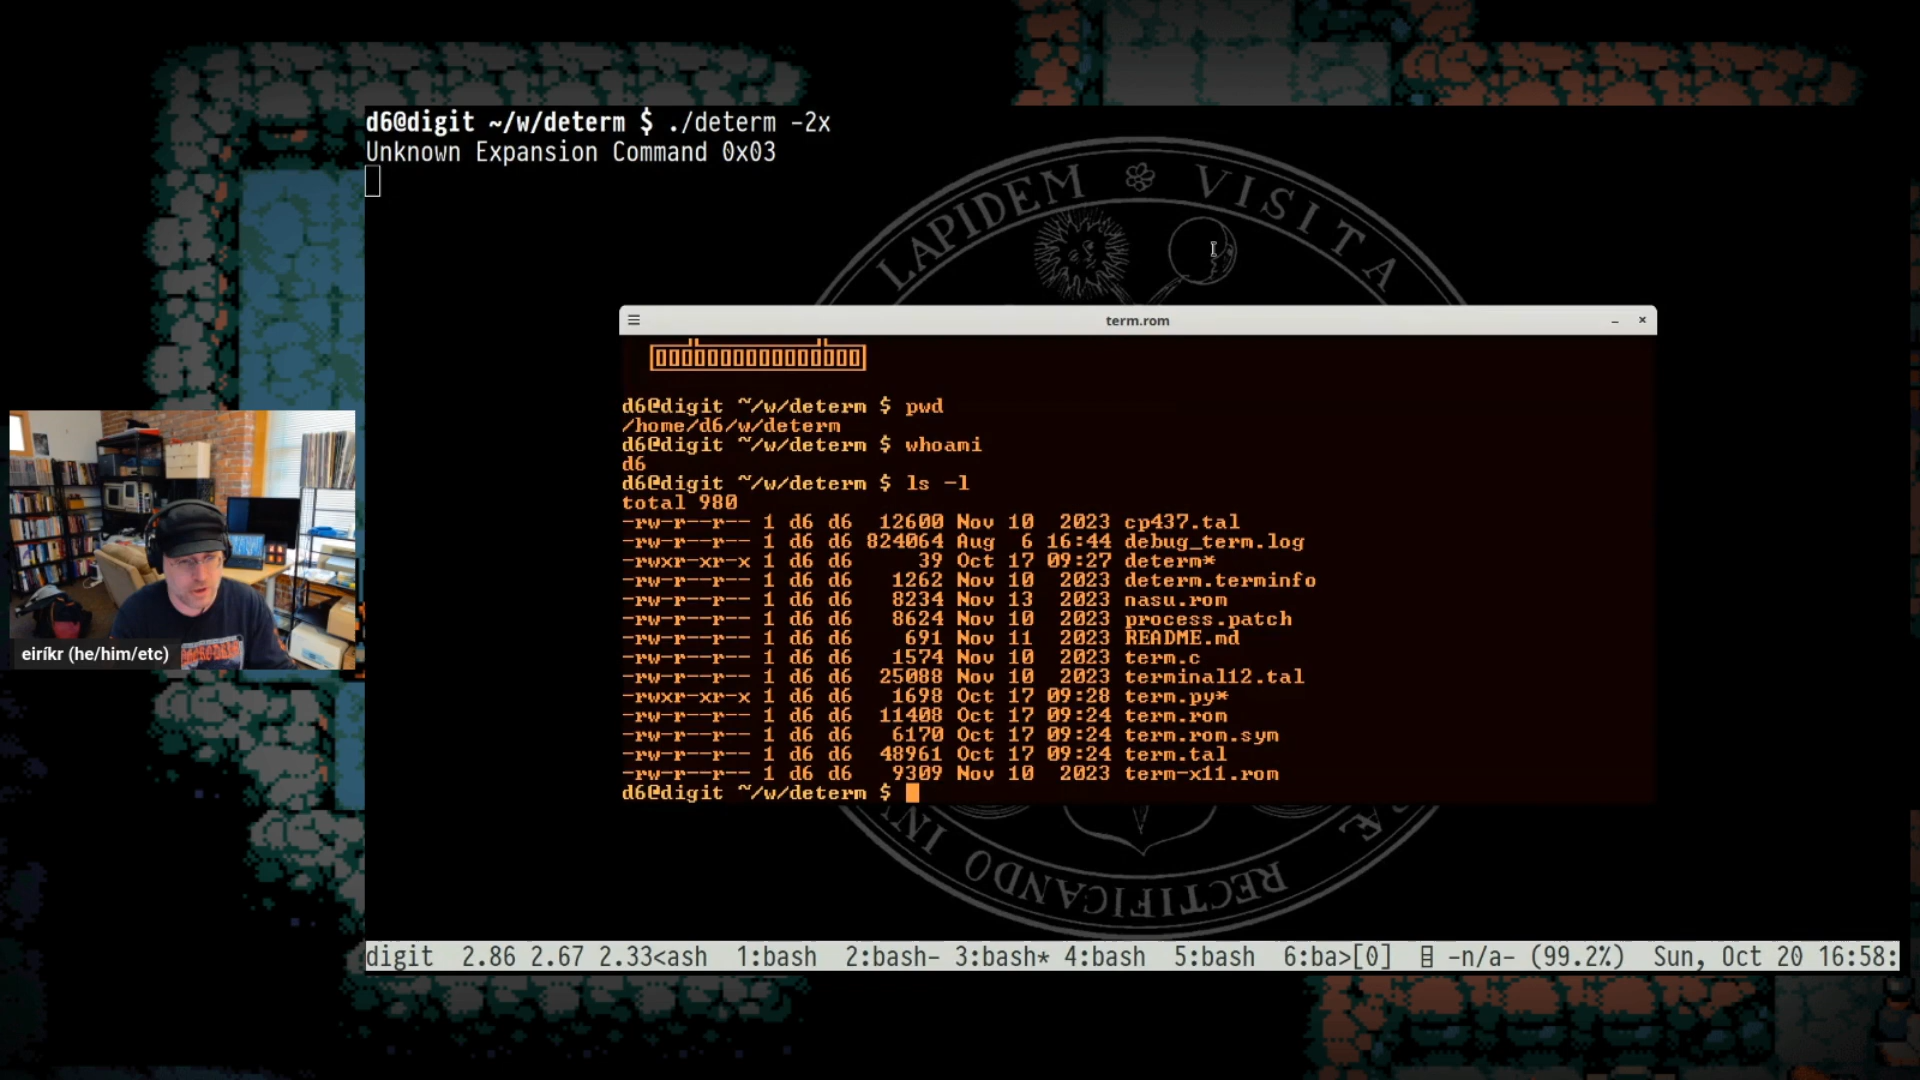 d6@digit ~/w/determ $ ./determ -2x
Unknown Expansion Command 0x03
LAPIDEM VISITA
term.rom
d6@digit ~/w/determ $ pwd
/home/d6/w/determ
d6@digit ~/w/determ $ whoami
d6
d6@digit ~/w/determ $ ls -l
total 980
-rw-r--r-- 1 d6 d6  12600 Nov 10  2023 cp437.tal
-rw-r--r-- 1 d6 d6 824064 Aug  6 16:44 debug_term.log
-rwxr-xr-x 1 d6 d6     39 Oct 17 09:27 determ*
-rw-r--r-- 1 d6 d6   1262 Nov 10  2023 determ.terminfo
-rw-r--r-- 1 d6 d6   8234 Nov 13  2023 nasu.rom
-rw-r--r-- 1 d6 d6   8624 Nov 10  2023 process.patch
-rw-r--r-- 1 d6 d6    691 Nov 11  2023 README.md
-rw-r--r-- 1 d6 d6   1574 Nov 10  2023 term.c
-rw-r--r-- 1 d6 d6  25088 Nov 10  2023 terminal12.tal
-rwxr-xr-x 1 d6 d6   1698 Oct 17 09:28 term.py*
-rw-r--r-- 1 d6 d6  11408 Oct 17 09:24 term.rom
-rw-r--r-- 1 d6 d6   6170 Oct 17 09:24 term.rom.sym
-rw-r--r-- 1 d6 d6  48961 Oct 17 09:24 term.tal
-rw-r--r-- 1 d6 d6   9309 Nov 10  2023 term-x11.rom
d6@digit ~/w/determ $
eiríkr (he/him/etc)
RECTIFICANDO IN
digit  2.86 2.67 2.33<ash  1:bash  2:bash- 3:bash* 4:bash  5:bash  6:ba>[0]  -n/a- (99.2%)  Sun, Oct 20 16:58: